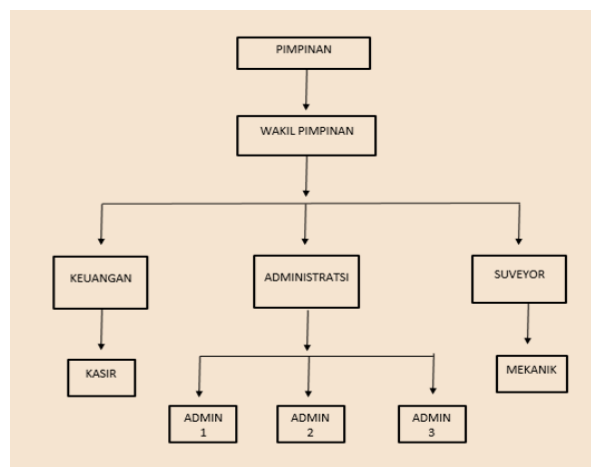 PIMPINAN
WAKIL PIMPINAN
KEUANGAN
ADMINISTRATSI
SUVEYOR
KASIR
MEKANIK
ADMIN
1
ADMIN
2
ADMIN
3